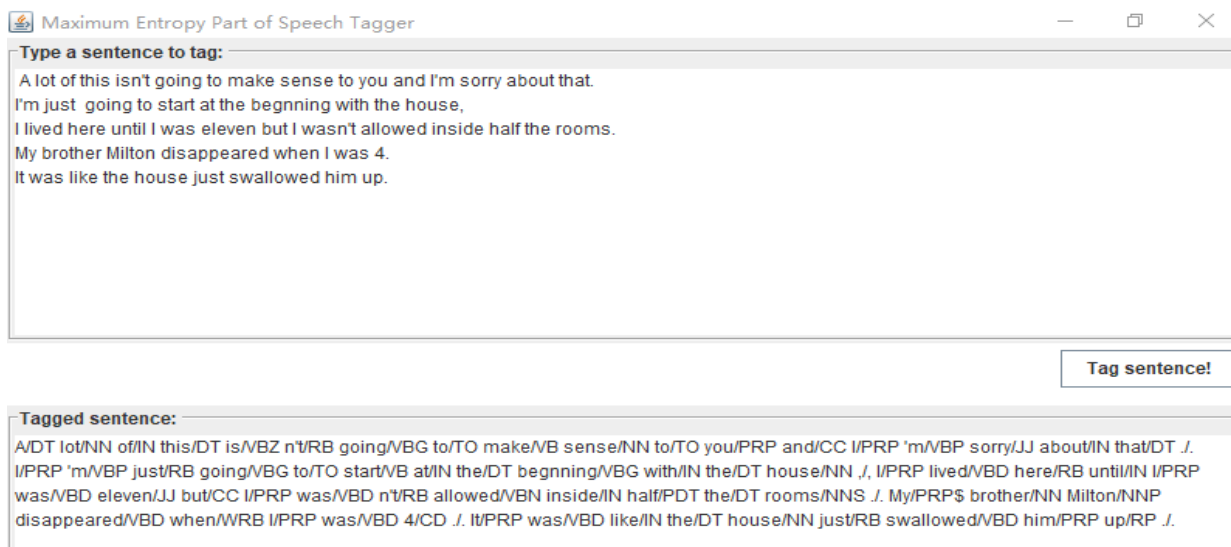 Maximum Entropy Part of Speech Tagger
Type a sentence to tag:
A lot of this isn't going to make sense to you and I'm sorry about that.
I'm just  going to start at the begnning with the house,
I lived here until I was eleven but I wasn't allowed inside half the rooms.
My brother Milton disappeared when I was 4.
It was like the house just swallowed him up.
Tag sentence!
Tagged sentence:
A/DT lot/NN of/IN this/DT is/VBZ n't/RB going/VBG to/TO make/VB sense/NN to/TO you/PRP and/CC I/PRP 'm/VBP sorry/JJ about/IN that/DT ./.
I/PRP 'm/VBP just/RB going/VBG to/TO start/VB at/IN the/DT begnning/VBG with/IN the/DT house/NN ,/, I/PRP lived/VBD here/RB until/IN I/PRP
was/VBD eleven/JJ but/CC I/PRP was/VBD n't/RB allowed/VBN inside/IN half/PDT the/DT rooms/NNS ./. My/PRP$ brother/NN Milton/NNP
disappeared/VBD when/WRB I/PRP was/VBD 4/CD ./. It/PRP was/VBD like/IN the/DT house/NN just/RB swallowed/VBD him/PRP up/RP ./.